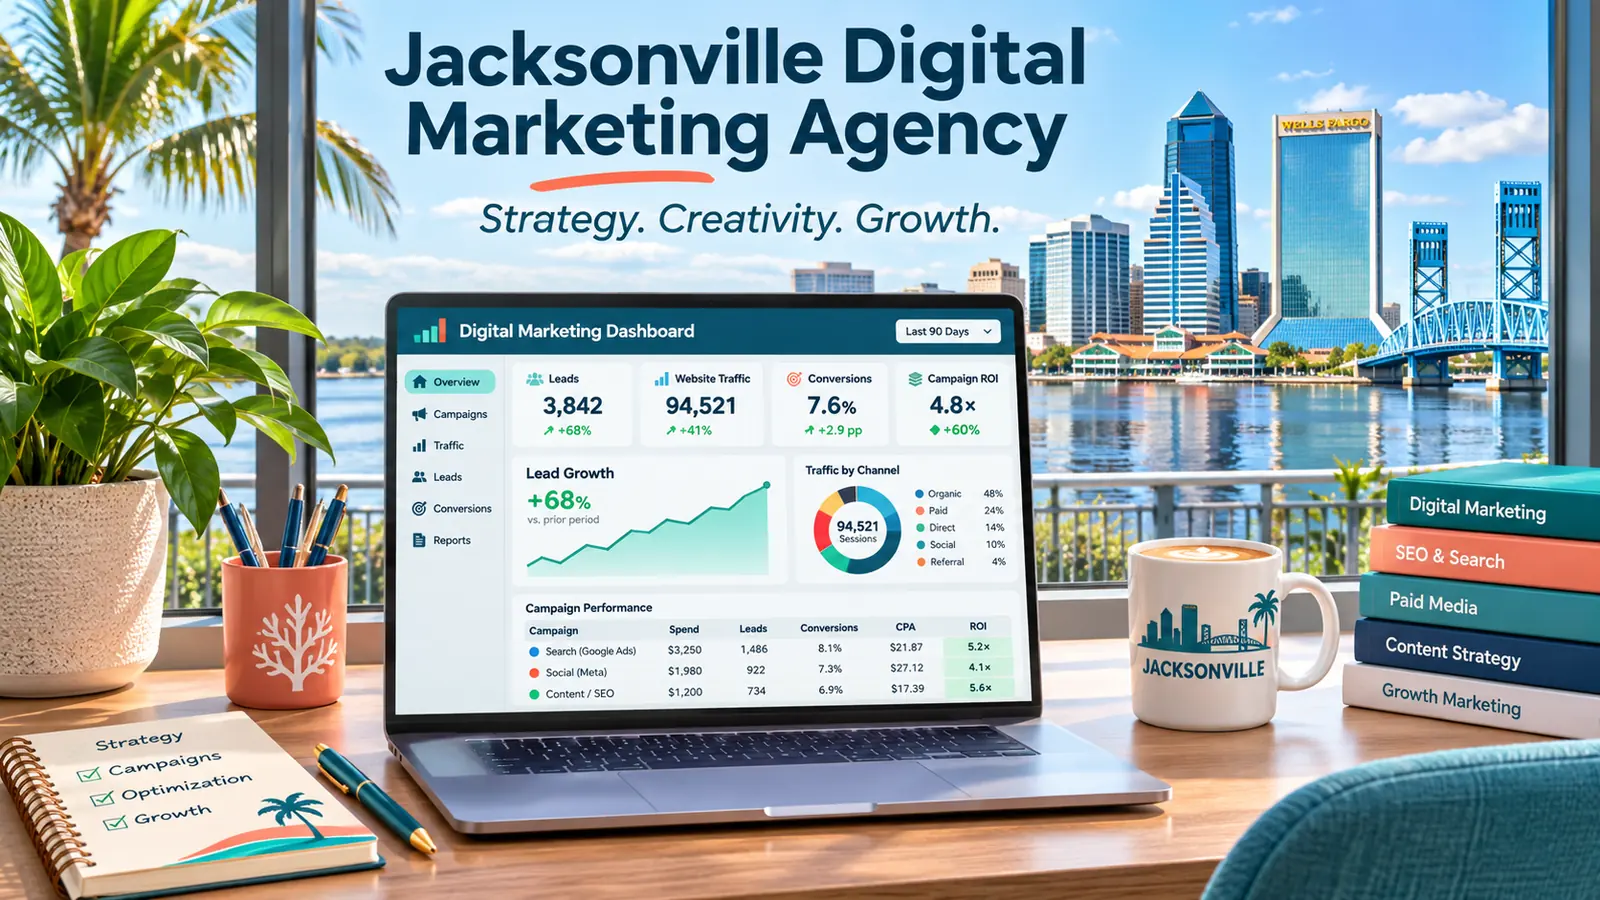 Jacksonville Digital
Marketing Agency
Strategy. Creativity. Growth.
WELLS FARGO
Digital Marketing Dashboard
Last 90 Days
Overview
Campaigns
Traffic
Leads
Conversions
Reports
Leads
3,842
+68%
Website Traffic
94,521
+41%
Conversions
7.6%
+2.9 pp
Campaign ROI
4.8×
+60%
Lead Growth
+68%
vs. prior period
Traffic by Channel
94,521
Sessions
Organic 48%
Paid 24%
Direct 14%
Social 10%
Referral 4%
Campaign Performance
Campaign Spend Leads Conversions CPA ROI
Search (Google Ads) $3,250 1,486 8.1% $21.87 5.2×
Social (Meta) $1,980 922 7.3% $27.12 4.1×
Content / SEO $1,200 734 6.9% $17.39 5.6×
Strategy
Campaigns
Optimization
Growth
JACKSONVILLE
Digital Marketing
SEO & Search
Paid Media
Content Strategy
Growth Marketing